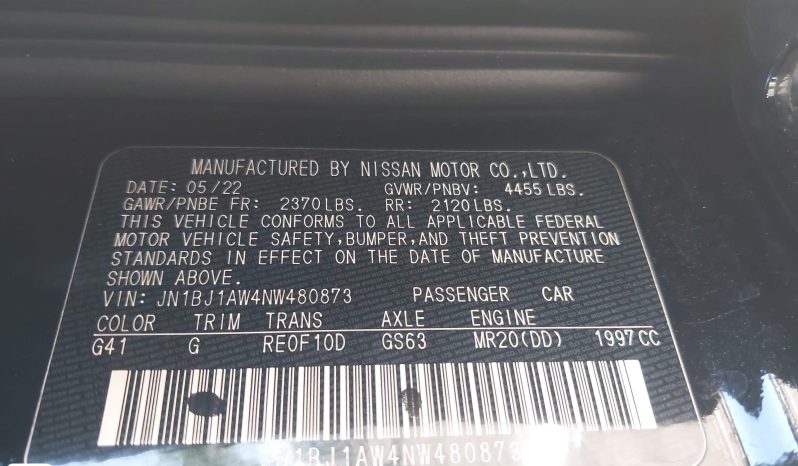 MANUFACTURED BY NISSAN MOTOR CO.,LTD.
DATE: 05/22 GVWR/PNBV: 4455 LBS.
GAWR/PNBE FR: 2370 LBS. RR: 2120 LBS.
THIS VEHICLE CONFORMS TO ALL APPLICABLE FEDERAL
MOTOR VEHICLE SAFETY, BUMPER, AND THEFT PREVENTION
STANDARDS IN EFFECT ON THE DATE OF MANUFACTURE
SHOWN ABOVE.
VIN: JN1BJ1AW4NW480873 PASSENGER CAR
COLOR TRIM TRANS AXLE ENGINE
G41 G RE0F10D GS63 MR20(DD) 1997CC
N1BJ1AW4NW480873